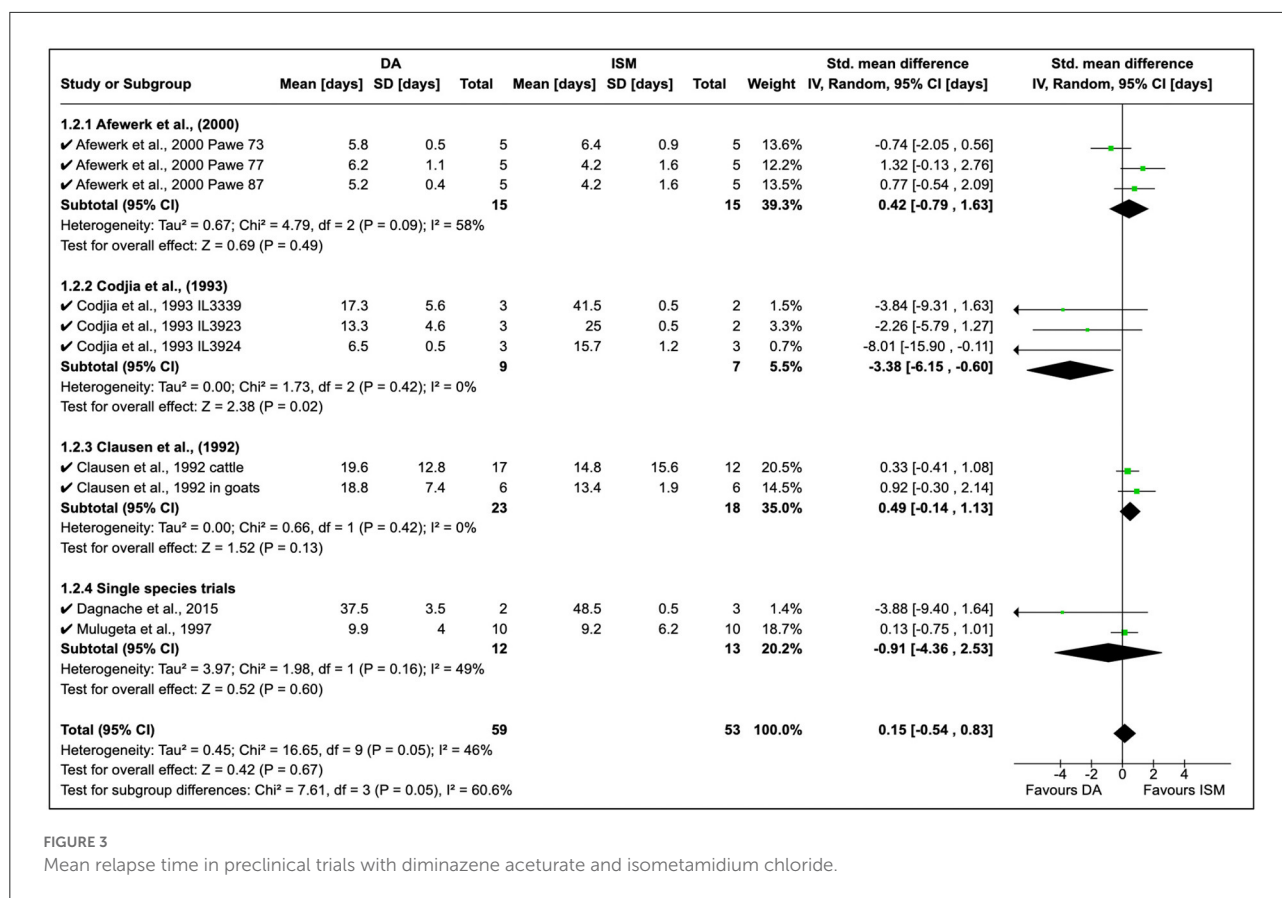 DA ISM Std. mean difference Std. mean difference
Study or Subgroup Mean [days] SD [days] Total Mean [days] SD [days] Total Weight IV, Random, 95% CI [days] IV, Random, 95% CI [days]
1.2.1 Afewerk et al., (2000)
✔ Afewerk et al., 2000 Pawe 73 5.8 0.5 5 6.4 0.9 5 13.6% -0.74 [-2.05 , 0.56]
✔ Afewerk et al., 2000 Pawe 77 6.2 1.1 5 4.2 1.6 5 12.2% 1.32 [-0.13 , 2.76]
✔ Afewerk et al., 2000 Pawe 87 5.2 0.4 5 4.2 1.6 5 13.5% 0.77 [-0.54 , 2.09]
Subtotal (95% CI) 15 15 39.3% 0.42 [-0.79 , 1.63]
Heterogeneity: Tau² = 0.67; Chi² = 4.79, df = 2 (P = 0.09); I² = 58%
Test for overall effect: Z = 0.69 (P = 0.49)
1.2.2 Codjia et al., (1993)
✔ Codjia et al., 1993 IL3339 17.3 5.6 3 41.5 0.5 2 1.5% -3.84 [-9.31 , 1.63]
✔ Codjia et al., 1993 IL3923 13.3 4.6 3 25 0.5 2 3.3% -2.26 [-5.79 , 1.27]
✔ Codjia et al., 1993 IL3924 6.5 0.5 3 15.7 1.2 3 0.7% -8.01 [-15.90 , -0.11]
Subtotal (95% CI) 9 7 5.5% -3.38 [-6.15 , -0.60]
Heterogeneity: Tau² = 0.00; Chi² = 1.73, df = 2 (P = 0.42); I² = 0%
Test for overall effect: Z = 2.38 (P = 0.02)
1.2.3 Clausen et al., (1992)
✔ Clausen et al., 1992 cattle 19.6 12.8 17 14.8 15.6 12 20.5% 0.33 [-0.41 , 1.08]
✔ Clausen et al., 1992 in goats 18.8 7.4 6 13.4 1.9 6 14.5% 0.92 [-0.30 , 2.14]
Subtotal (95% CI) 23 18 35.0% 0.49 [-0.14 , 1.13]
Heterogeneity: Tau² = 0.00; Chi² = 0.66, df = 1 (P = 0.42); I² = 0%
Test for overall effect: Z = 1.52 (P = 0.13)
1.2.4 Single species trials
✔ Dagnache et al., 2015 37.5 3.5 2 48.5 0.5 3 1.4% -3.88 [-9.40 , 1.64]
✔ Mulugeta et al., 1997 9.9 4 10 9.2 6.2 10 18.7% 0.13 [-0.75 , 1.01]
Subtotal (95% CI) 12 13 20.2% -0.91 [-4.36 , 2.53]
Heterogeneity: Tau² = 3.97; Chi² = 1.98, df = 1 (P = 0.16); I² = 49%
Test for overall effect: Z = 0.52 (P = 0.60)
Total (95% CI) 59 53 100.0% 0.15 [-0.54 , 0.83]
Heterogeneity: Tau² = 0.45; Chi² = 16.65, df = 9 (P = 0.05); I² = 46%
Test for overall effect: Z = 0.42 (P = 0.67)
Test for subgroup differences: Chi² = 7.61, df = 3 (P = 0.05), I² = 60.6%
-4 -2 0 2 4
Favours DA Favours ISM
FIGURE 3
Mean relapse time in preclinical trials with diminazene aceturate and isometamidium chloride.